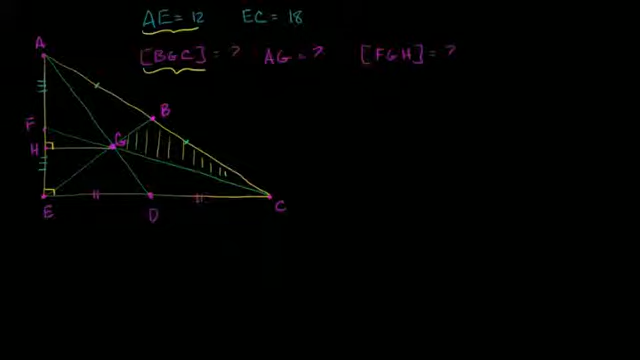 AE = 12 EC = 18
[BGC] = ? AG = ? [FGH] = ?
A
B
F
G
H
E
D
C